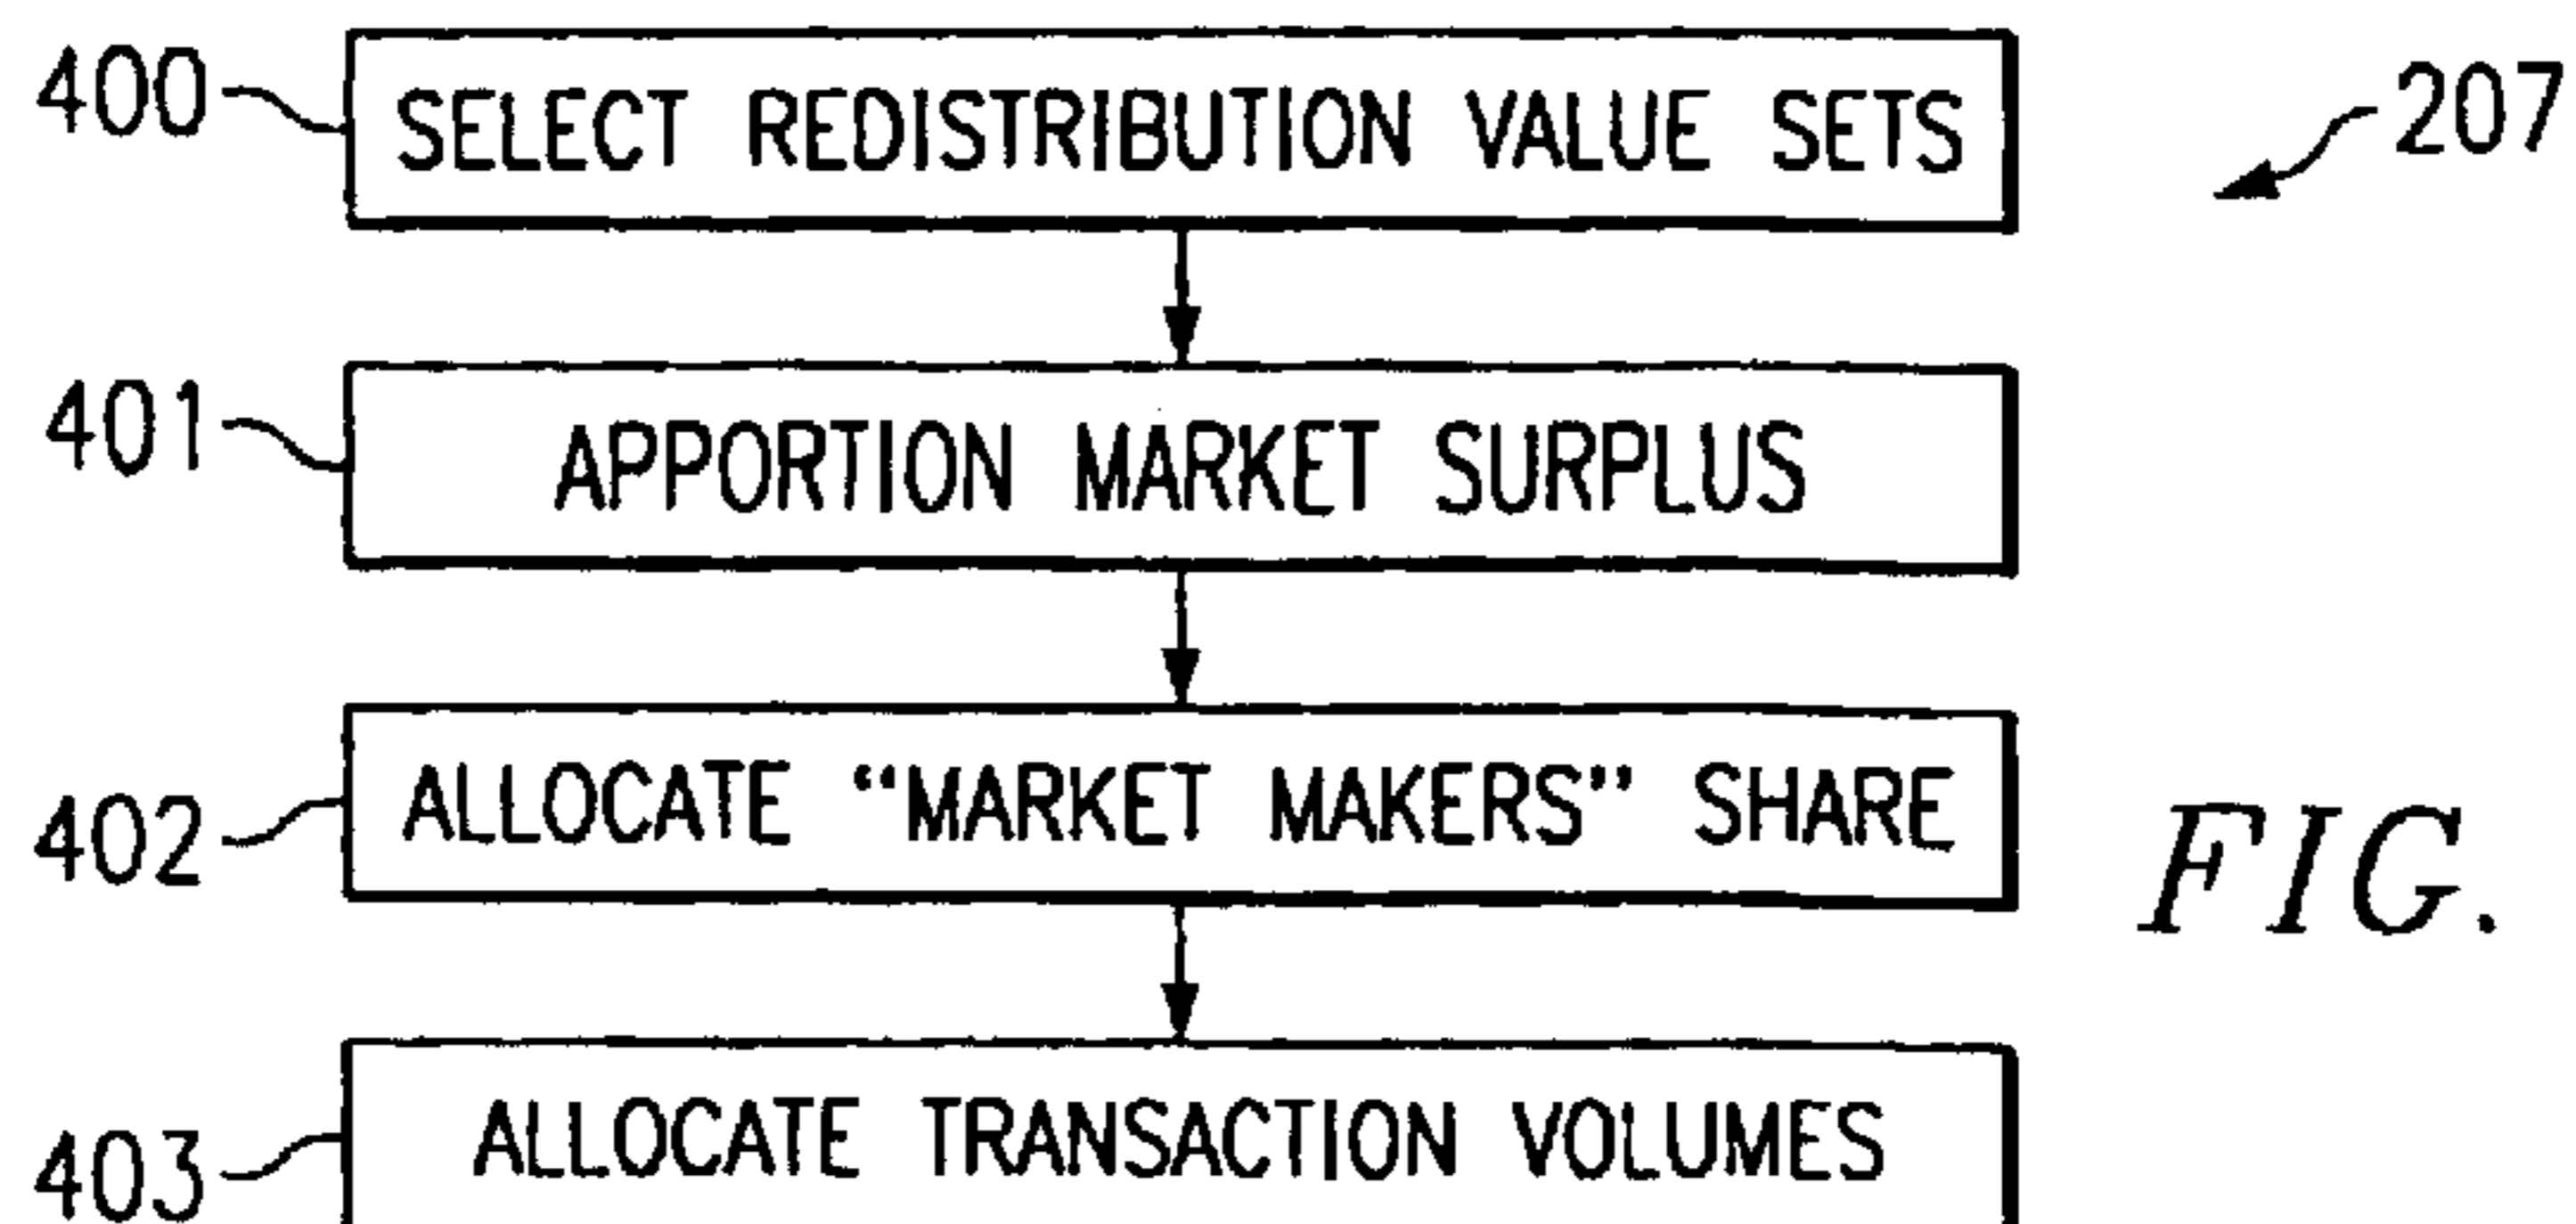 400 SELECT REDISTRIBUTION VALUE SETS 207
401 APPORTION MARKET SURPLUS
402 ALLOCATE “MARKET MAKERS” SHARE
FIG.
403 ALLOCATE TRANSACTION VOLUMES